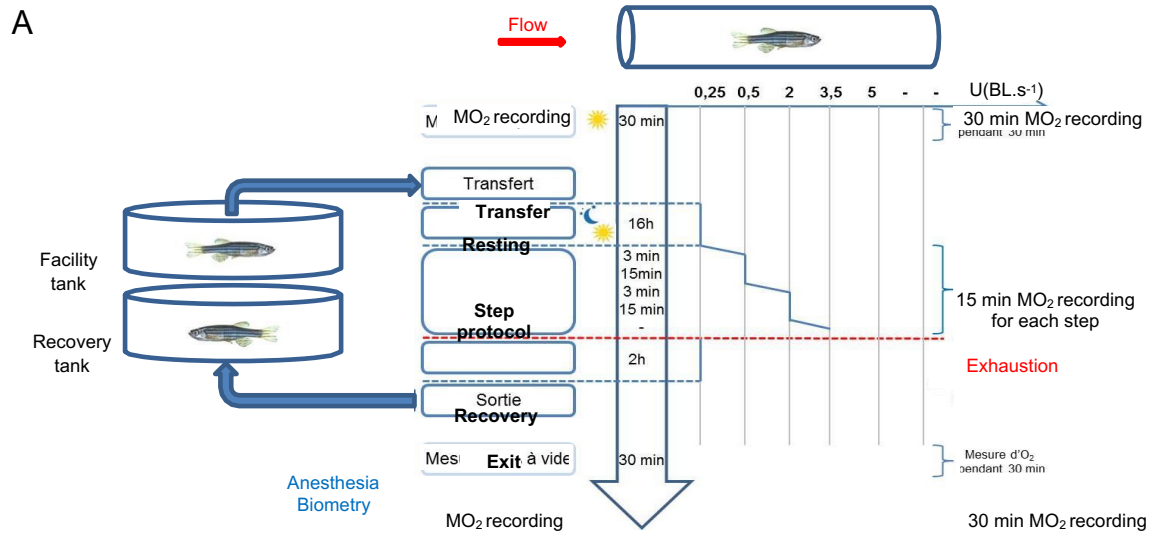 A
Flow
0,25 0,5 2 3,5 5 - - U(BL.s-1)
M MO2 recording
30 min
30 min MO2 recording
pendant 30 min
Transfert
Transfer
16h
Resting
Facility
tank
3 min
15min
3 min
15 min
-
Step
protocol
15 min MO2 recording
for each step
Recovery
tank
2h
Exhaustion
Sortie
Recovery
Mes Exit à vide
30 min
Mesure d'O2
pendant 30 min
Anesthesia
Biometry
MO2 recording
30 min MO2 recording